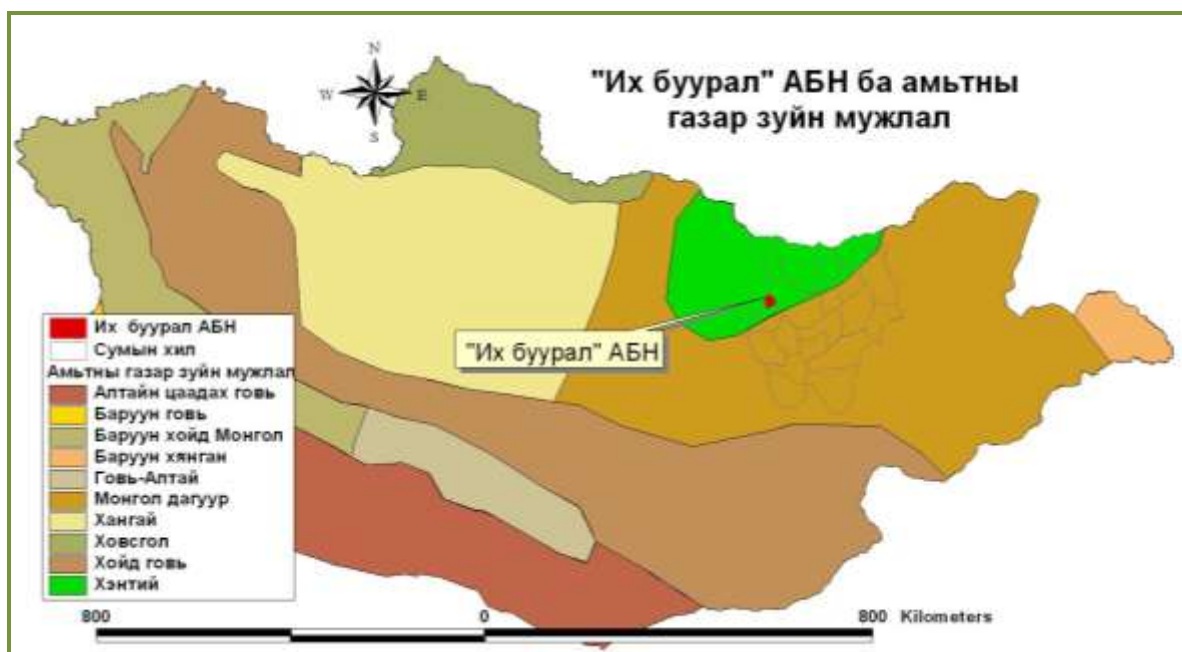 "Их буурал" АБН ба амьтны
газар зүйн мужлал
N
W E
S
"Их буурал" АБН
Их буурал АБН
Сумын хил
Амьтны газар зүйн мужлал
Алтайн цаадах говь
Баруун говь
Баруун хойд Монгол
Баруун хянган
Говь-Алтай
Монгол дагуур
Хангай
Ховсгол
Хойд говь
Хэнтий
800 0 800 Kilometers